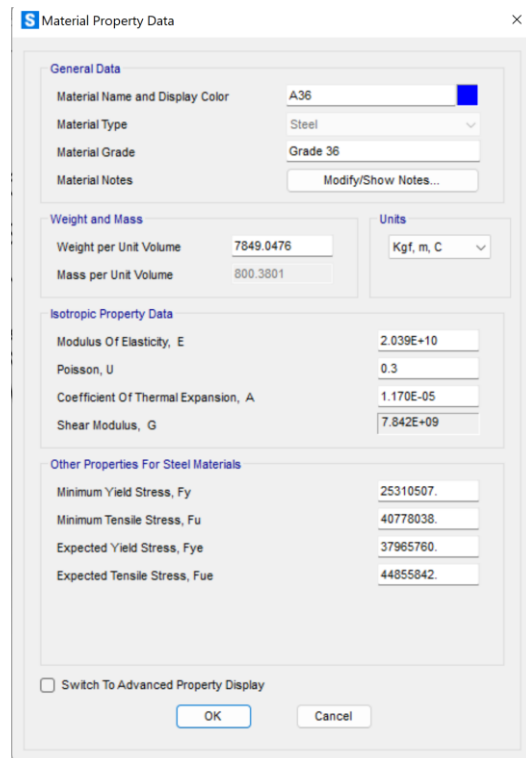 S Material Property Data ×
General Data
Material Name and Display Color A36
Material Type Steel
Material Grade Grade 36
Material Notes Modify/Show Notes...
Weight and Mass Units
Weight per Unit Volume 7849.0476 Kgf, m, C
Mass per Unit Volume 800.3801
Isotropic Property Data
Modulus Of Elasticity, E 2.039E+10
Poisson, U 0.3
Coefficient Of Thermal Expansion, A 1.170E-05
Shear Modulus, G 7.842E+09
Other Properties For Steel Materials
Minimum Yield Stress, Fy 25310507.
Minimum Tensile Stress, Fu 40778038.
Expected Yield Stress, Fye 37965760.
Expected Tensile Stress, Fue 44855842.
Switch To Advanced Property Display
OK Cancel